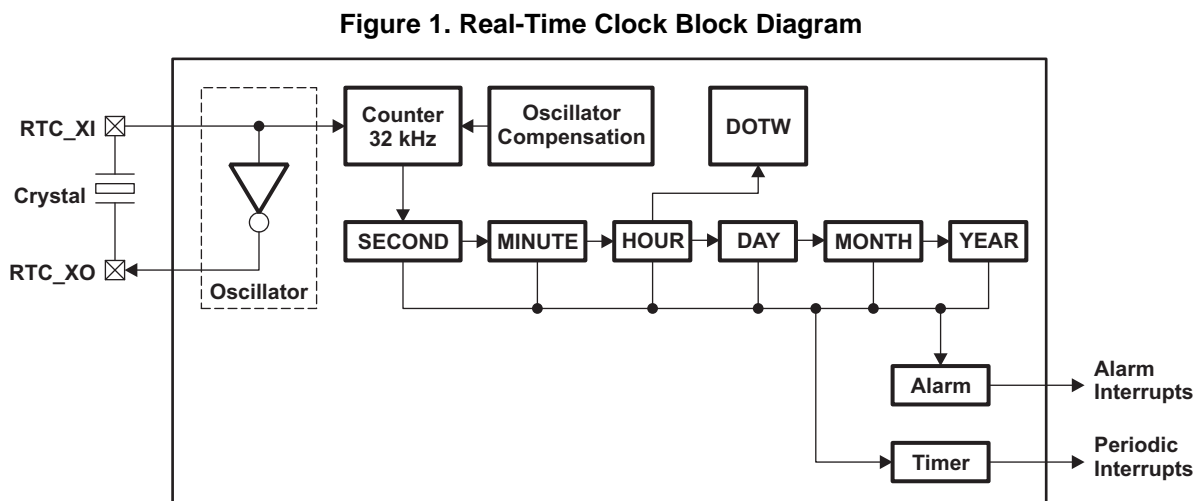 Figure 1. Real-Time Clock Block Diagram
RTC_XI
Crystal
RTC_XO
Oscillator
Counter
32 kHz
Oscillator
Compensation
DOTW
SECOND
MINUTE
HOUR
DAY
MONTH
YEAR
Alarm
Alarm
Interrupts
Timer
Periodic
Interrupts